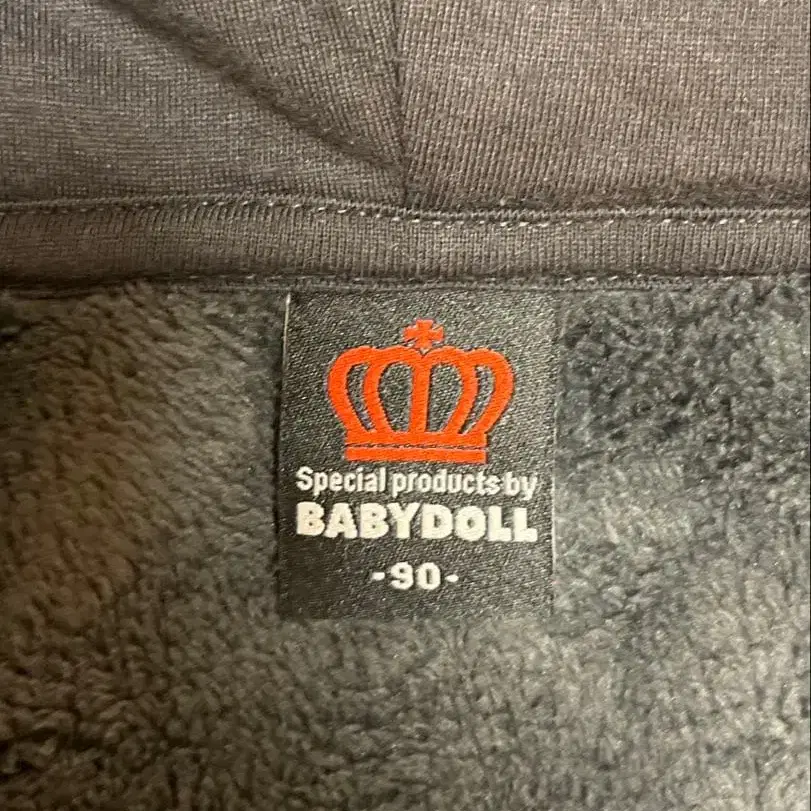 Special products by
BABYDOLL
-90-